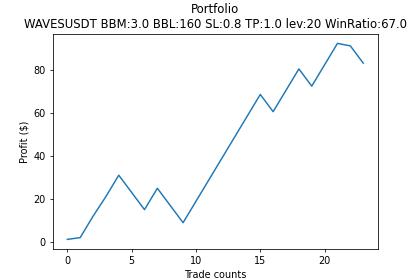 Portfolio
WAVESUSDT BBM:3.0 BBL:160 SL:0.8 TP:1.0 lev:20 WinRatio:67.0
80
60
40
20
0
Profit ($)
0 5 10 15 20
Trade counts